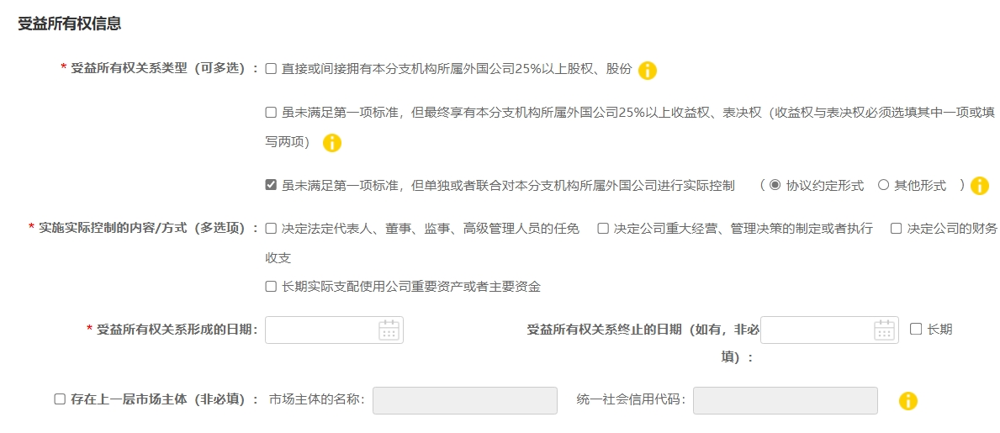 受益所有权信息
* 受益所有权关系类型（可多选）： 直接或间接拥有本分支机构所属外国公司25%以上股权、股份
虽未满足第一项标准，但最终享有本分支机构所属外国公司25%以上收益权、表决权（收益权与表决权必须选填其中一项或填
写两项）
虽未满足第一项标准，但单独或者联合对本分支机构所属外国公司进行实际控制 （ 协议约定形式 其他形式 ）
* 实施实际控制的内容/方式（多选项）： 决定法定代表人、董事、监事、高级管理人员的任免 决定公司重大经营、管理决策的制定或者执行 决定公司的财务
收支
长期实际支配使用公司重要资产或者主要资金
* 受益所有权关系形成的日期： 受益所有权关系终止的日期（如有，非必 长期
填）：
存在上一层市场主体（非必填）： 市场主体的名称： 统一社会信用代码：